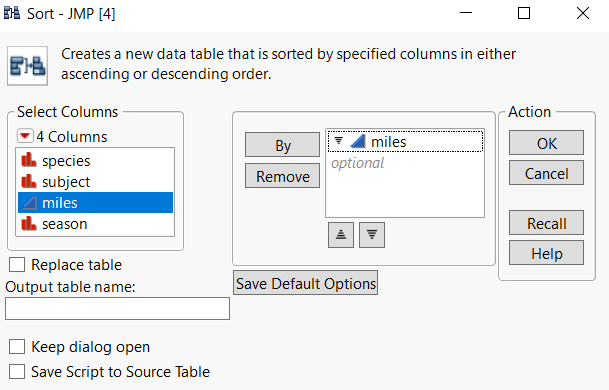 Sort - JMP [4]
Creates a new data table that is sorted by specified columns in either
ascending or descending order.
Select Columns
4 Columns
species
subject
miles
season
Replace table
Output table name:
Keep dialog open
Save Script to Source Table
By
Remove
miles
optional
Save Default Options
Action
OK
Cancel
Recall
Help